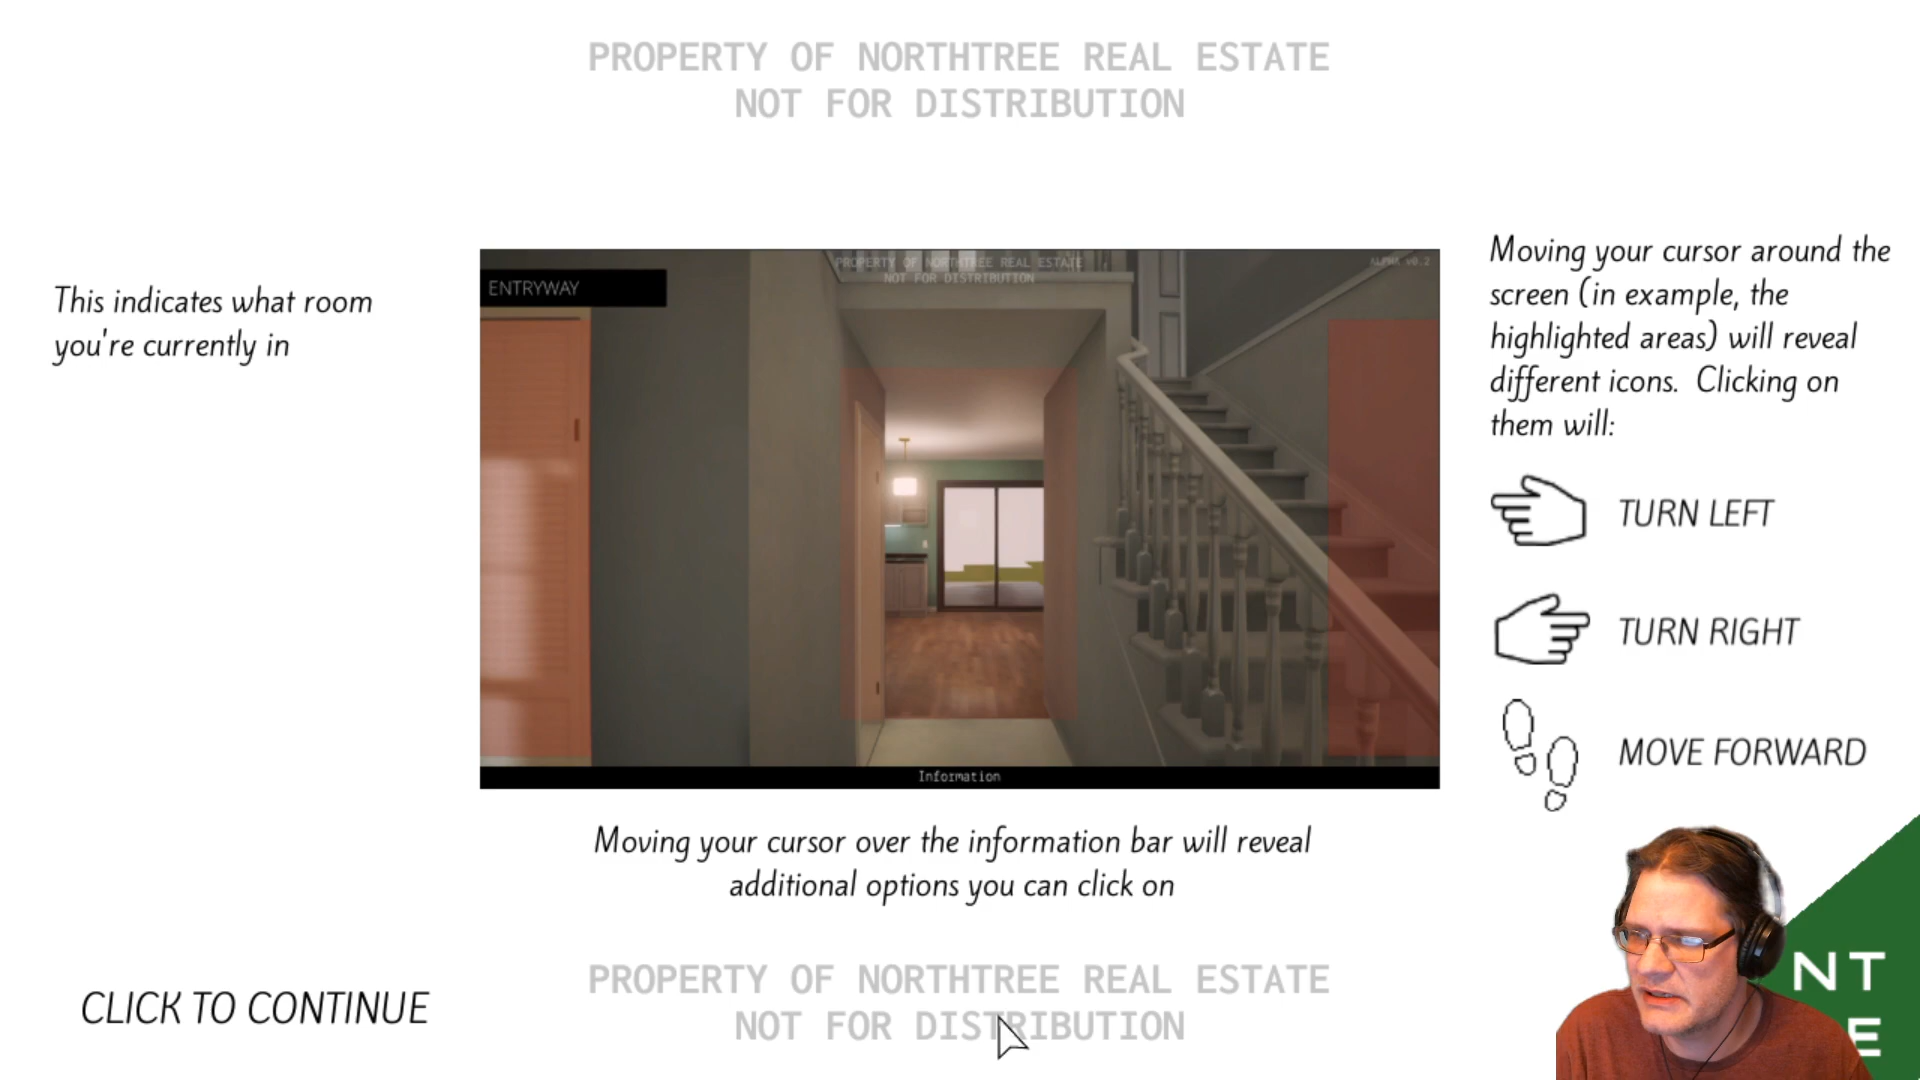 PROPERTY OF NORTHTREE REAL ESTATE
NOT FOR DISTRIBUTION
This indicates what room
you're currently in
ENTRYWAY
PROPERTY OF NORTHTREE REAL ESTATE
NOT FOR DISTRIBUTION
ALPHA v0.2
Information
Moving your cursor around the
screen (in example, the
highlighted areas) will reveal
different icons. Clicking on
them will:
TURN LEFT
TURN RIGHT
MOVE FORWARD
Moving your cursor over the information bar will reveal
additional options you can click on
CLICK TO CONTINUE
PROPERTY OF NORTHTREE REAL ESTATE
NOT FOR DISTRIBUTION
NT
E